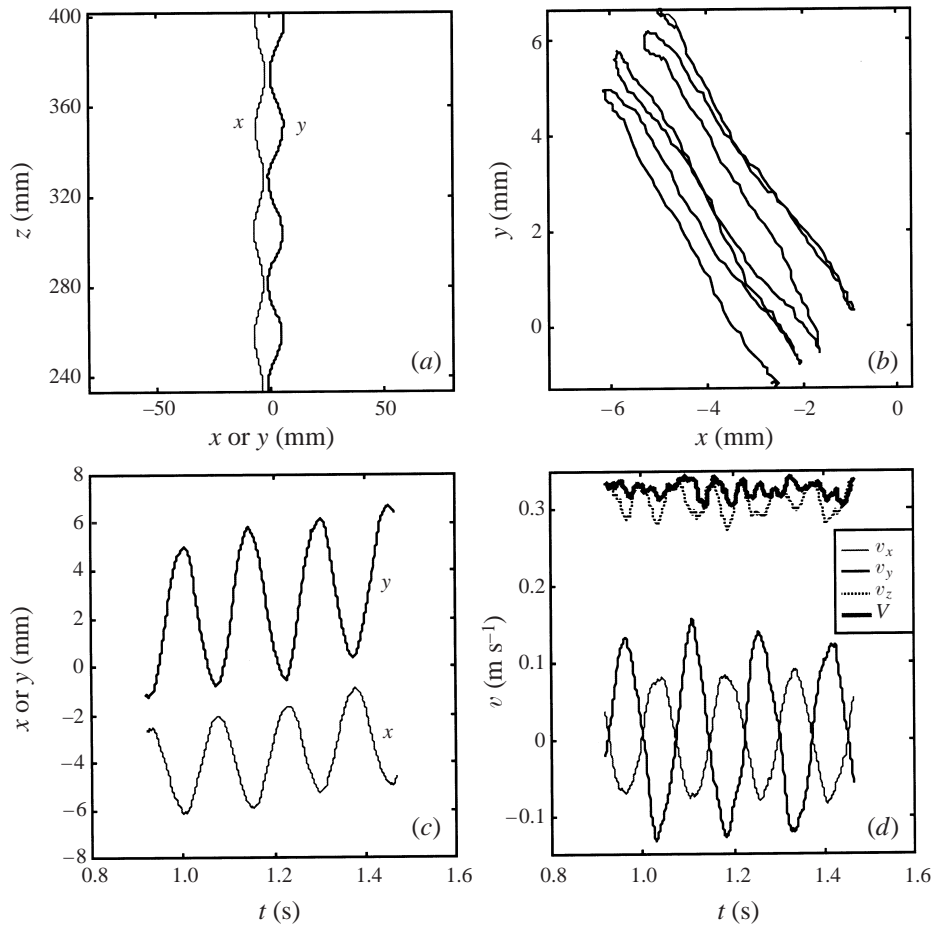 400
360
320
280
240
z (mm)
x
y
(a)
−50
0
50
x or y (mm)
6
4
2
0
y (mm)
(b)
−6
−4
−2
0
x (mm)
8
6
4
2
0
−2
−4
−6
−8
x or y (mm)
y
x
(c)
0.8
1.0
1.2
1.4
1.6
t (s)
0.3
0.2
0.1
0
−0.1
v (m s⁻¹)
v_x
v_y
v_z
V
(d)
0.8
1.0
1.2
1.4
1.6
t (s)